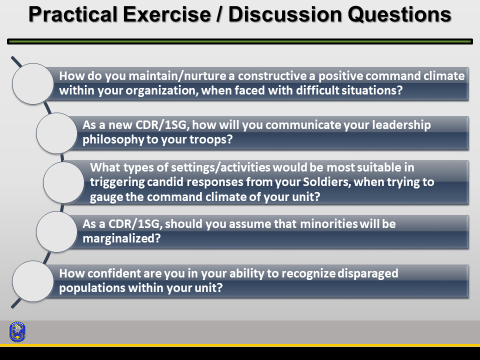 Practical Exercise / Discussion Questions
How do you maintain/nurture a constructive a positive command climate
within your organization, when faced with difficult situations?
As a new CDR/1SG, how will you communicate your leadership
philosophy to your troops?
What types of settings/activities would be most suitable in
triggering candid responses from your Soldiers, when trying to
gauge the command climate of your unit?
As a CDR/1SG, should you assume that minorities will be
marginalized?
How confident are you in your ability to recognize disparaged
populations within your unit?